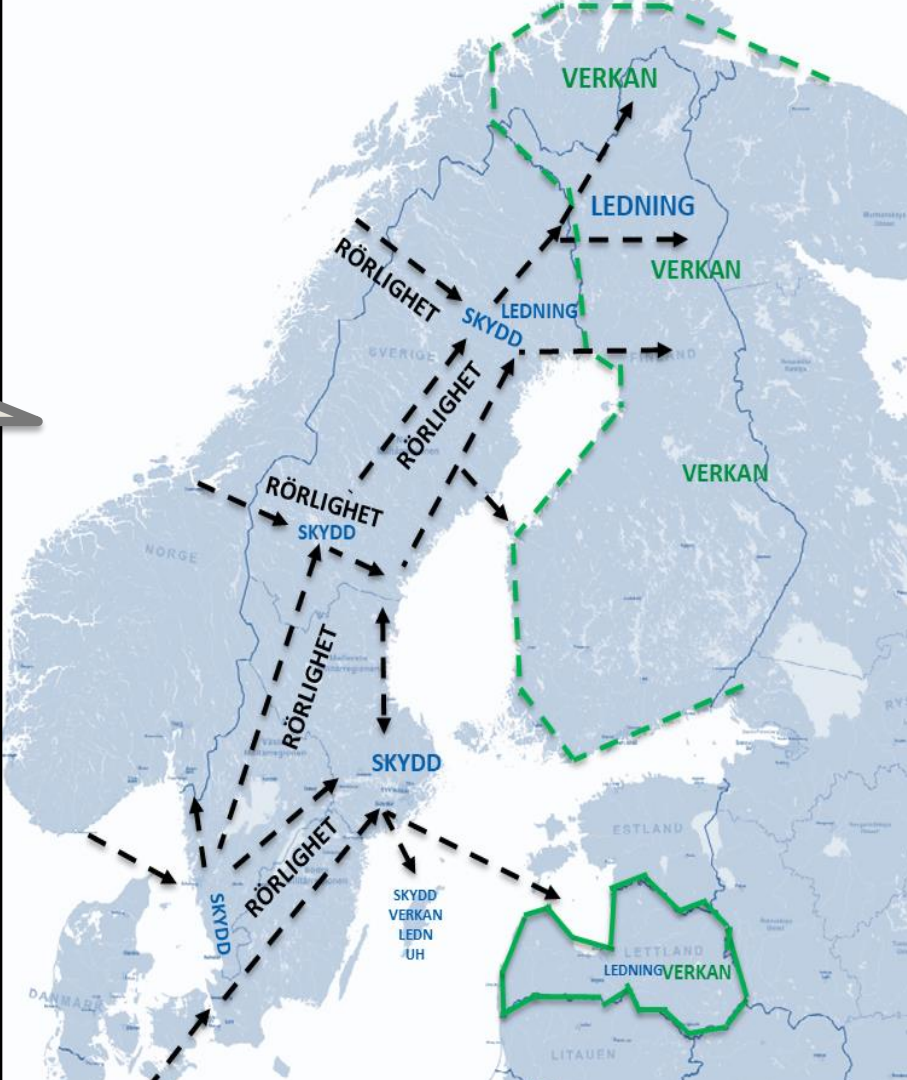 VERKAN
LEDNING
VERKAN
RÖRLIGHET
LEDNING
SKYDD
SVERIGE
FINLAND
RÖRLIGHET
VERKAN
RÖRLIGHET
SKYDD
NORGE
RÖRLIGHET
SKYDD
ESTLAND
RÖRLIGHET
SKYDD
SKYDD
VERKAN
LEDN
UH
LETTLAND
LEDNING VERKAN
DANMARK
LITAUEN